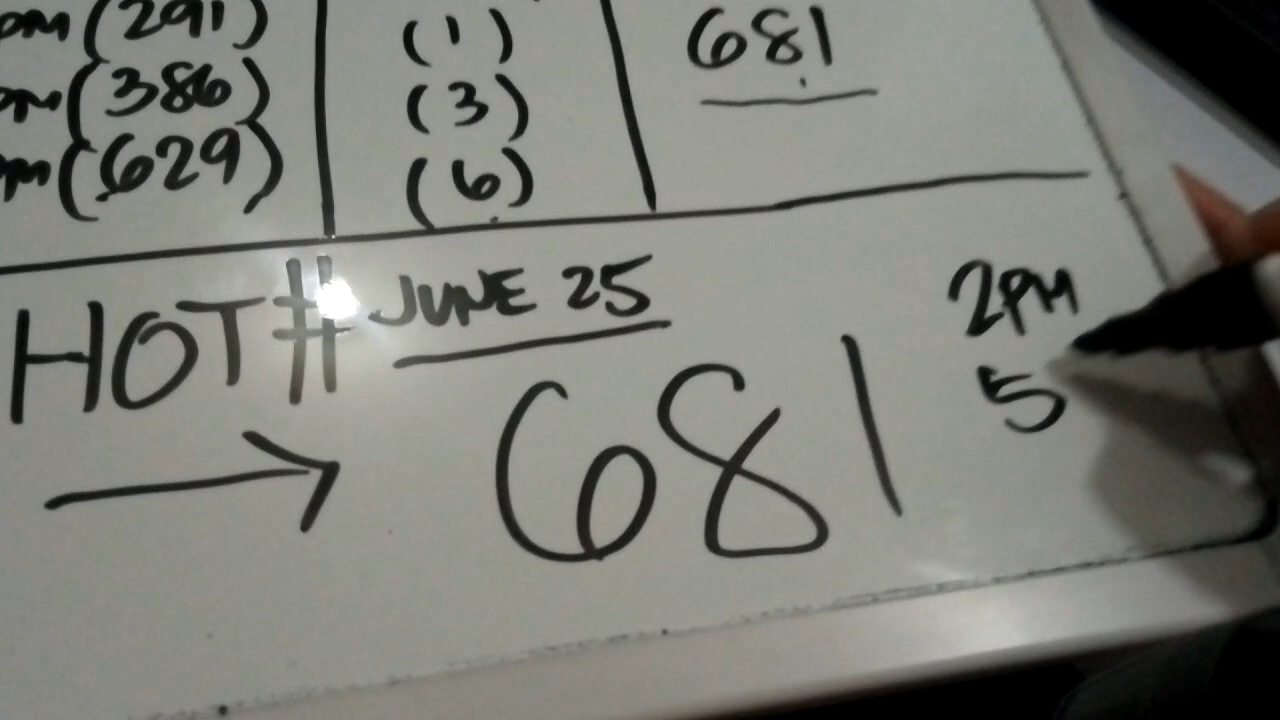 PM (291) (1) 681
PM (386) (3)
PM (629) (6)
HOT # JUNE 25 2PM
→ 681 5